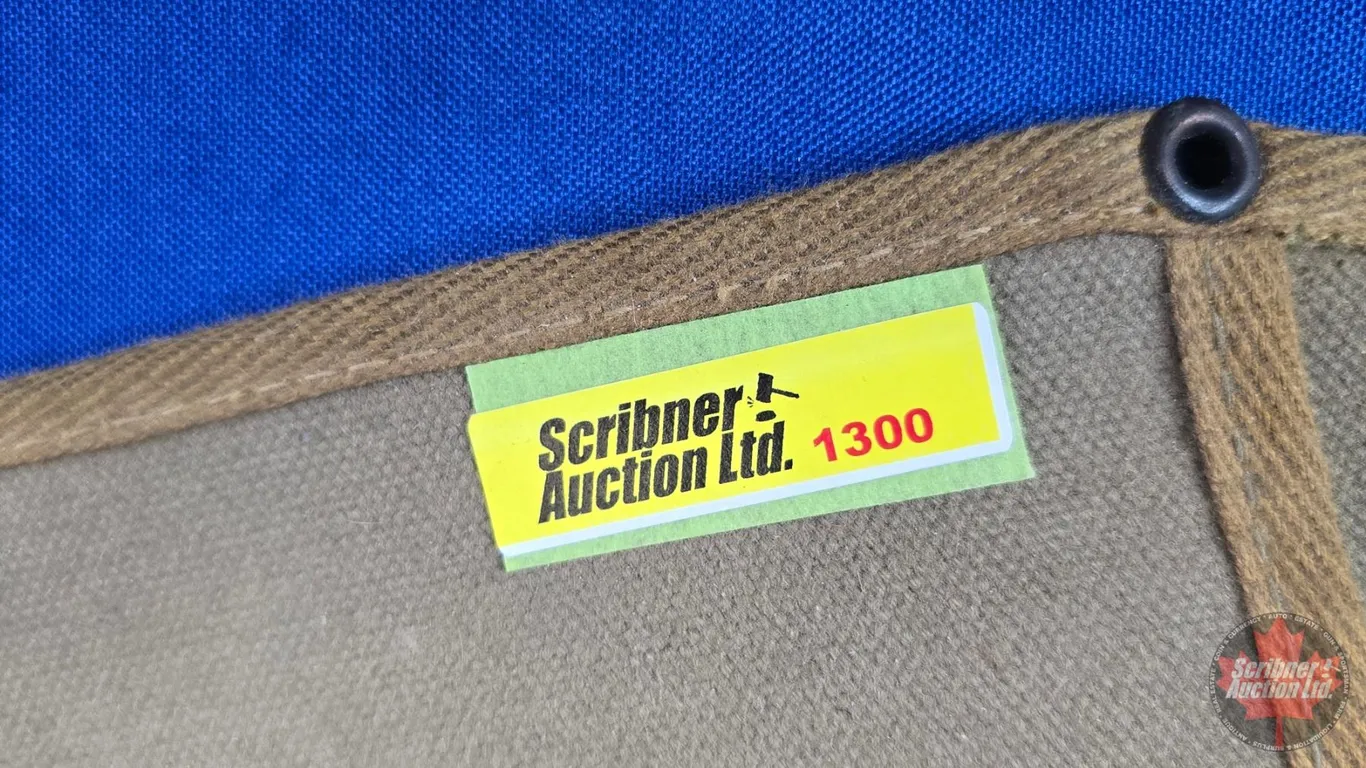 Scribner
Auction Ltd.
1300
Scribner
Auction Ltd.